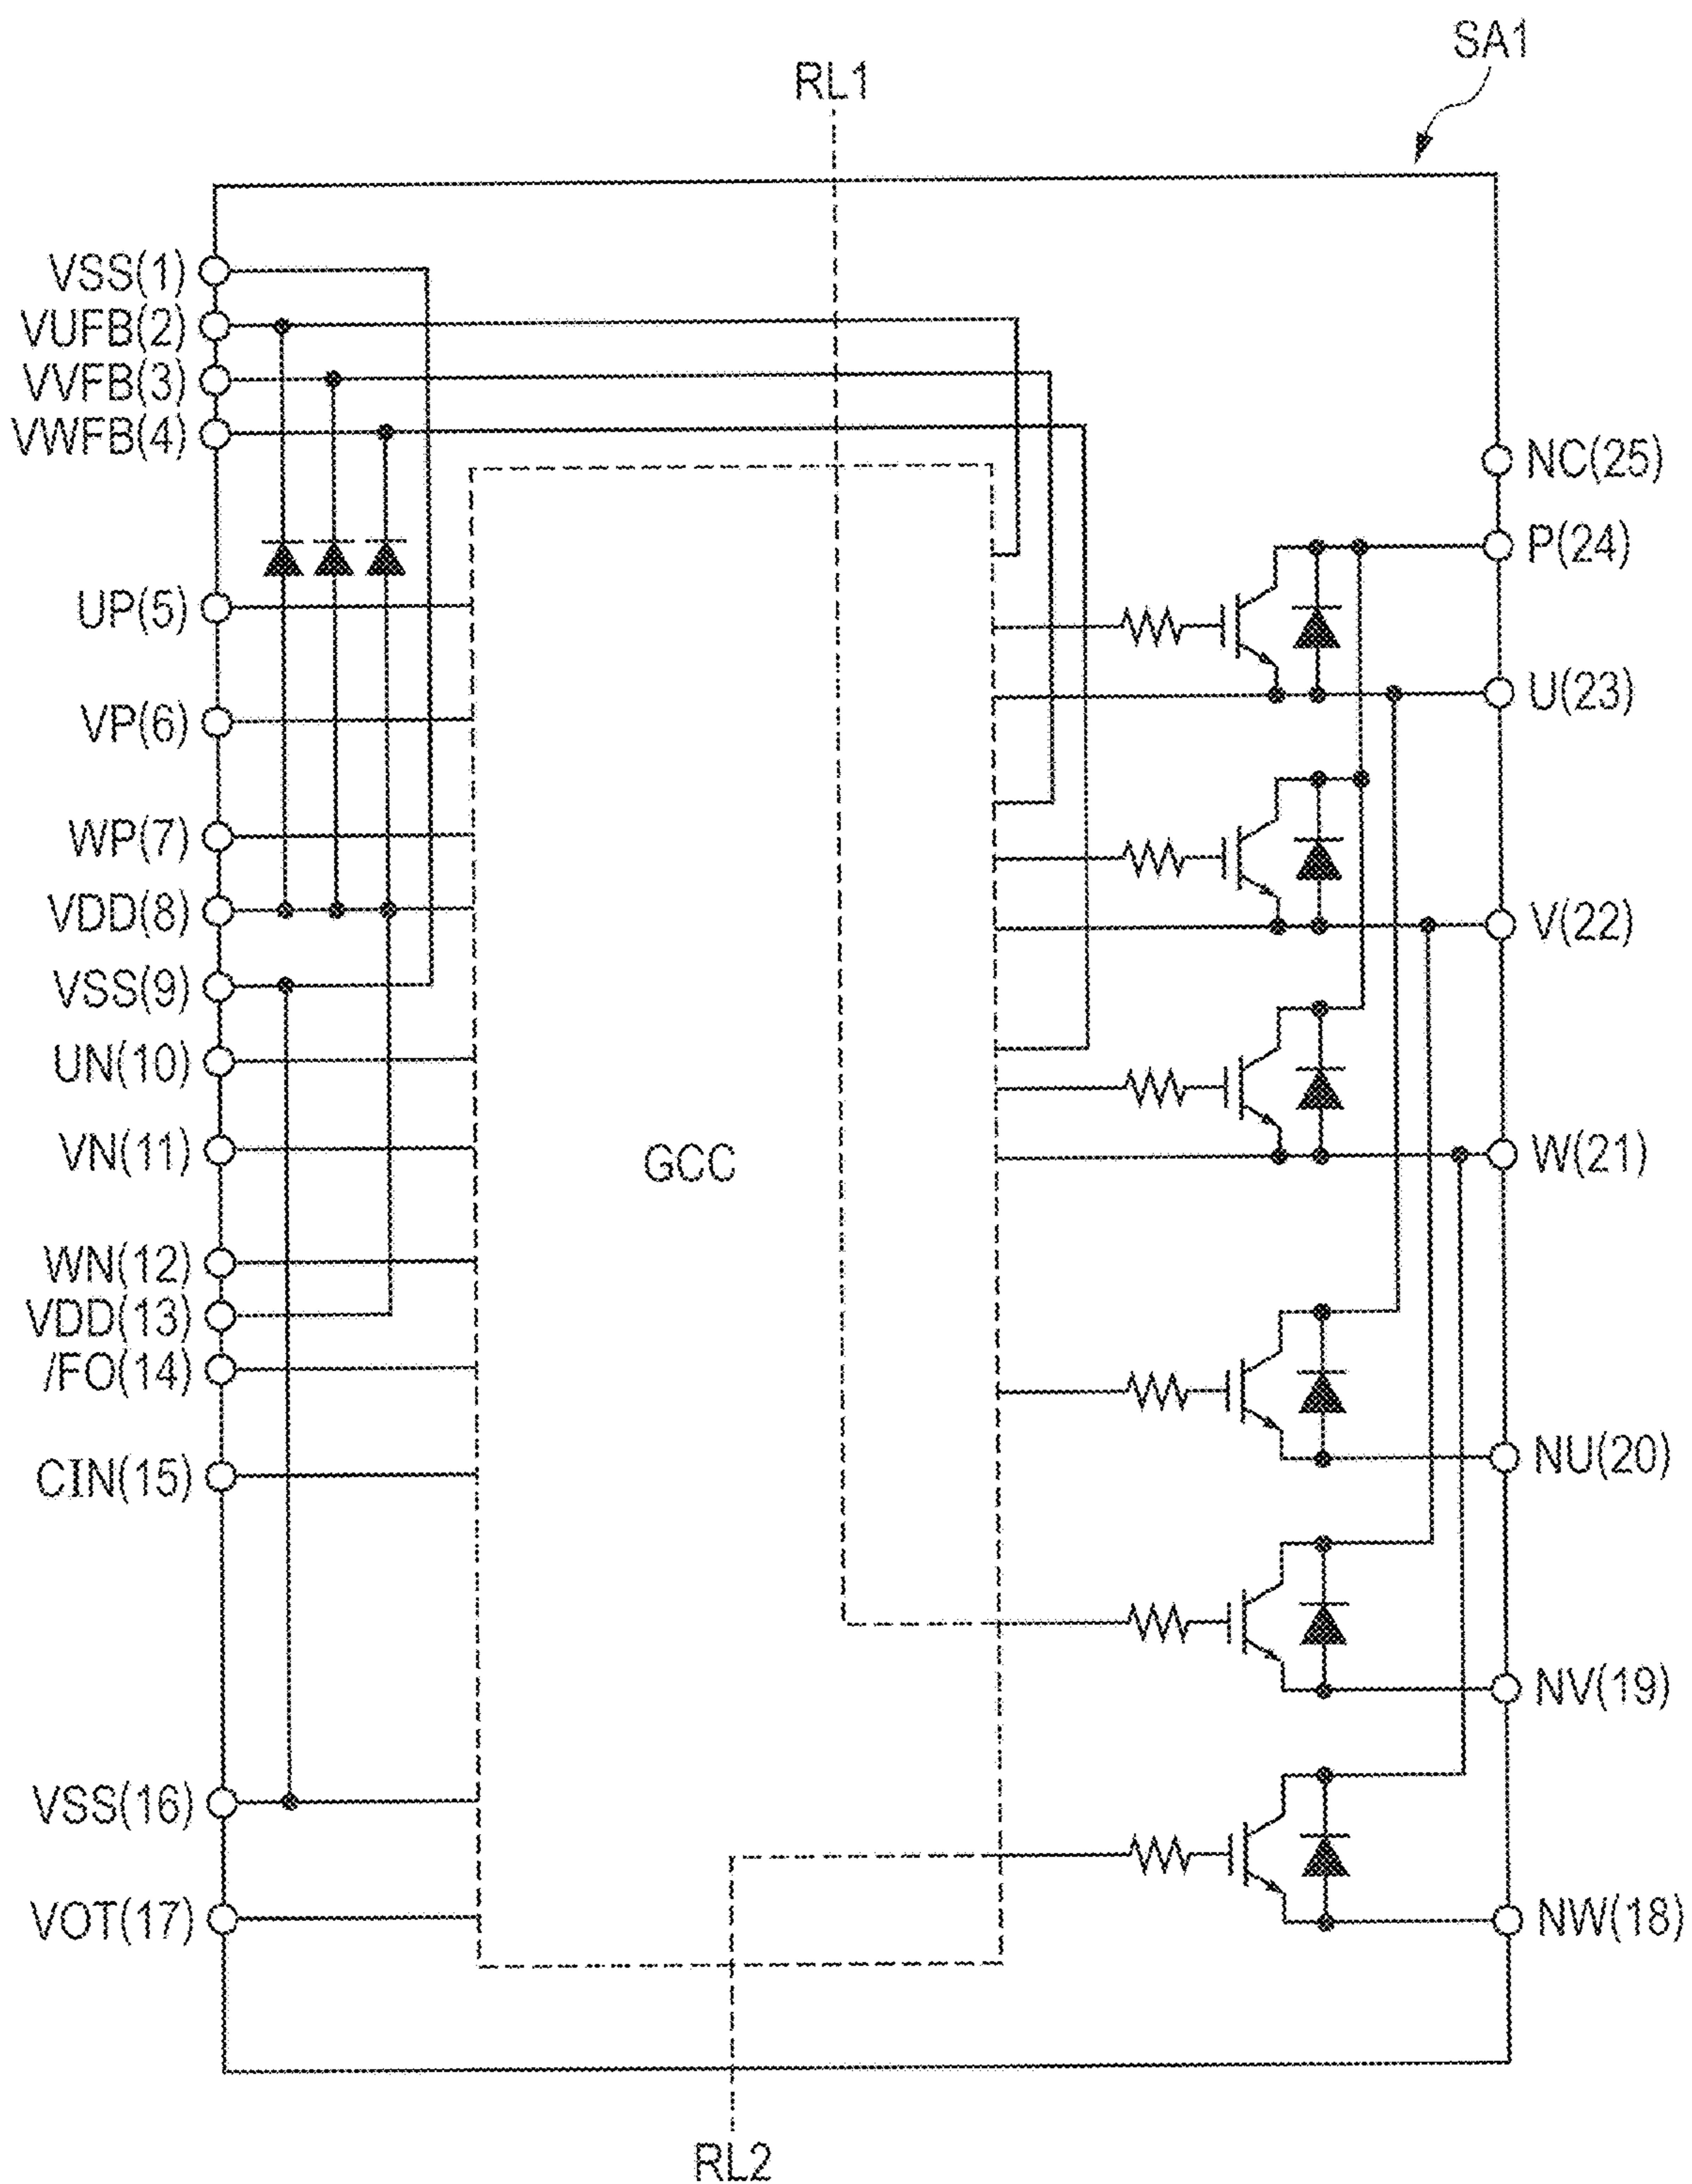 SA1
RL1
VSS(1)
VUFB(2)
VVFB(3)
VWFB(4)
UP(5)
VP(6)
WP(7)
VDD(8)
VSS(9)
UN(10)
VN(11)
WN(12)
VDD(13)
/FO(14)
CIN(15)
VSS(16)
VOT(17)
GCC
NC(25)
P(24)
U(23)
V(22)
W(21)
NU(20)
NV(19)
NW(18)
RL2